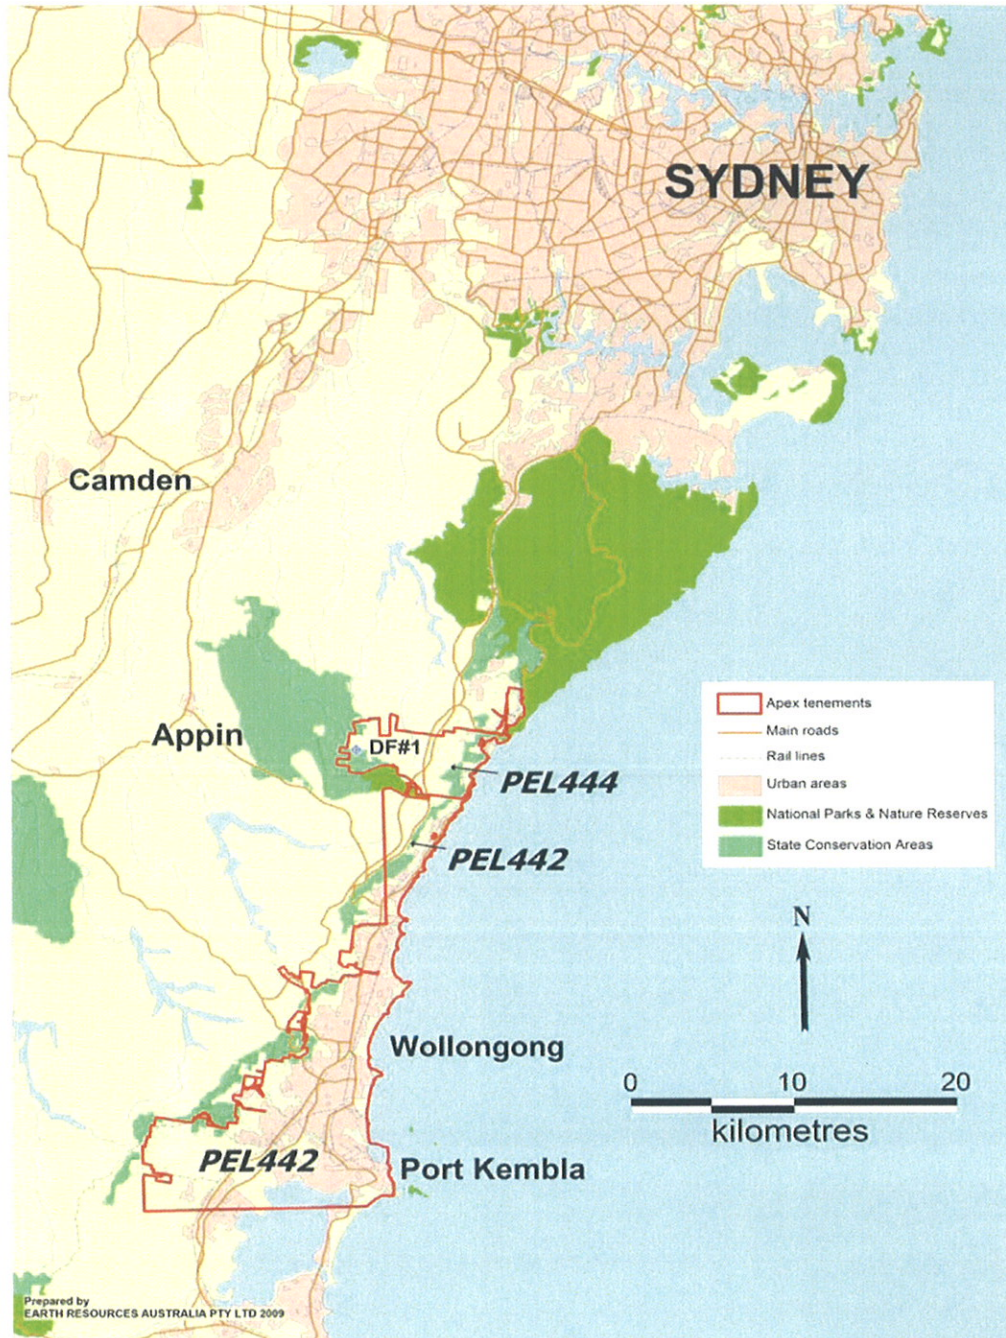 SYDNEY
Camden
Appin
DF#1
PEL444
PEL442
Apex tenements
Main roads
Rail lines
Urban areas
National Parks & Nature Reserves
State Conservation Areas
N
Wollongong
0 10 20
kilometres
PEL442
Port Kembla
Prepared by
EARTH RESOURCES AUSTRALIA PTY LTD 2009